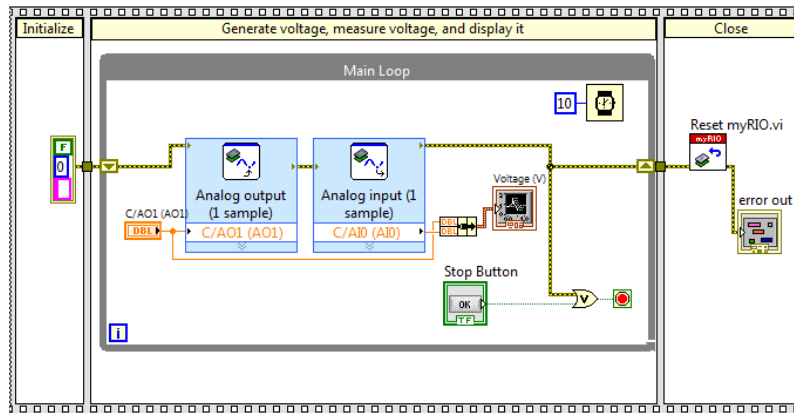 Initialize
Generate voltage, measure voltage, and display it
Close
Main Loop
10
Reset myRIO.vi
myRIO
F
0
Analog output
(1 sample)
Analog input (1
sample)
Voltage (V)
error out
C/AO1 (AO1)
DBL
C/AO1 (AO1)
C/AI0 (AI0)
DBL
DBL
Stop Button
OK
TF
V
i